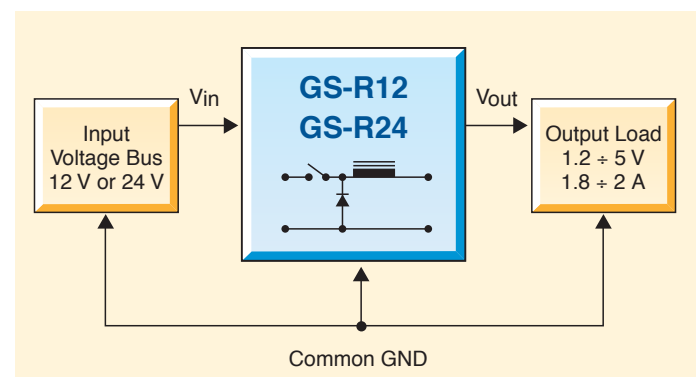 GS-R12
GS-R24
Vin
Vout
Input
Voltage Bus
12 V or 24 V
Output Load
1.2 ÷ 5 V
1.8 ÷ 2 A
Common GND